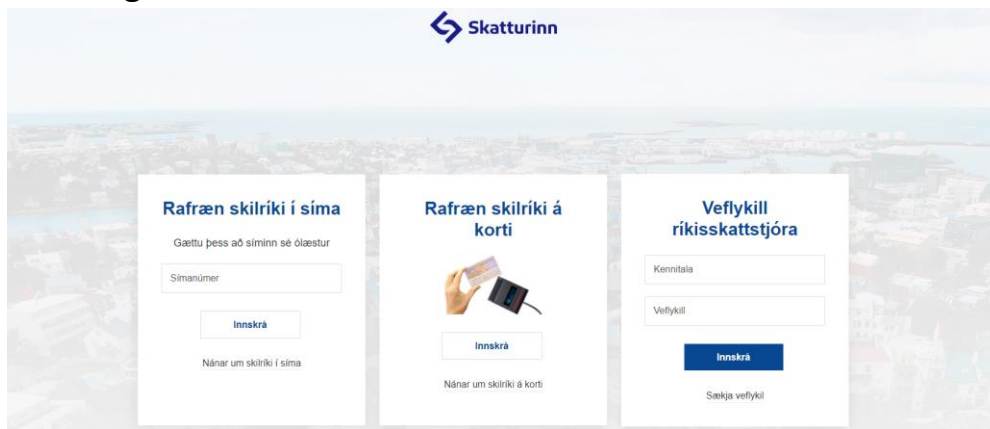 Skatturinn
Rafræn skilríki í síma
Gættu þess að síminn sé ólæstur
Símanúmer
Innskrá
Nánar um skilríki í síma
Rafræn skilríki á
korti
Innskrá
Nánar um skilríki á korti
Veflykill
ríkisskattstjóra
Kennitala
Veflykill
Innskrá
Sækja veflykil